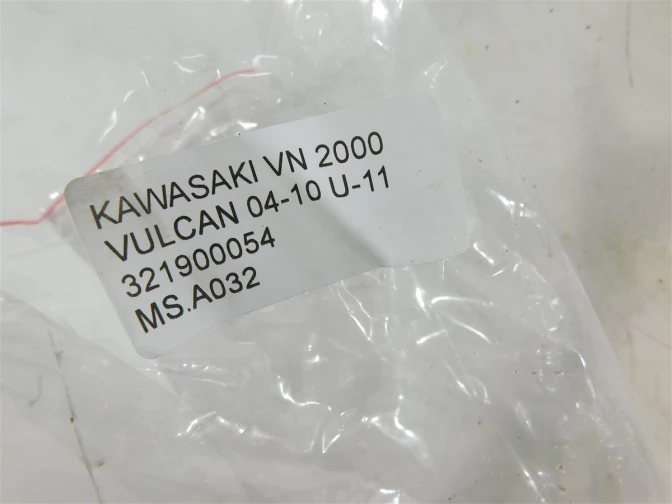 KAWASAKI VN 2000
VULCAN 04-10 U-11
321900054
MS.A032